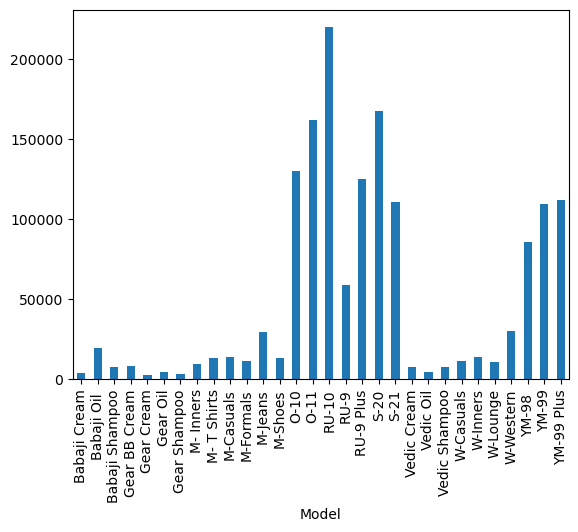 200000
150000
100000
50000
0
Babaji Cream
Babaji Oil
Babaji Shampoo
Gear BB Cream
Gear Cream
Gear Oil
Gear Shampoo
M- Inners
M- T Shirts
M-Casuals
M-Formals
M-Jeans
M-Shoes
O-10
O-11
RU-10
RU-9
RU-9 Plus
S-20
S-21
Vedic Cream
Vedic Oil
Vedic Shampoo
W-Casuals
W-Inners
W-Lounge
W-Western
YM-98
YM-99
YM-99 Plus
Model